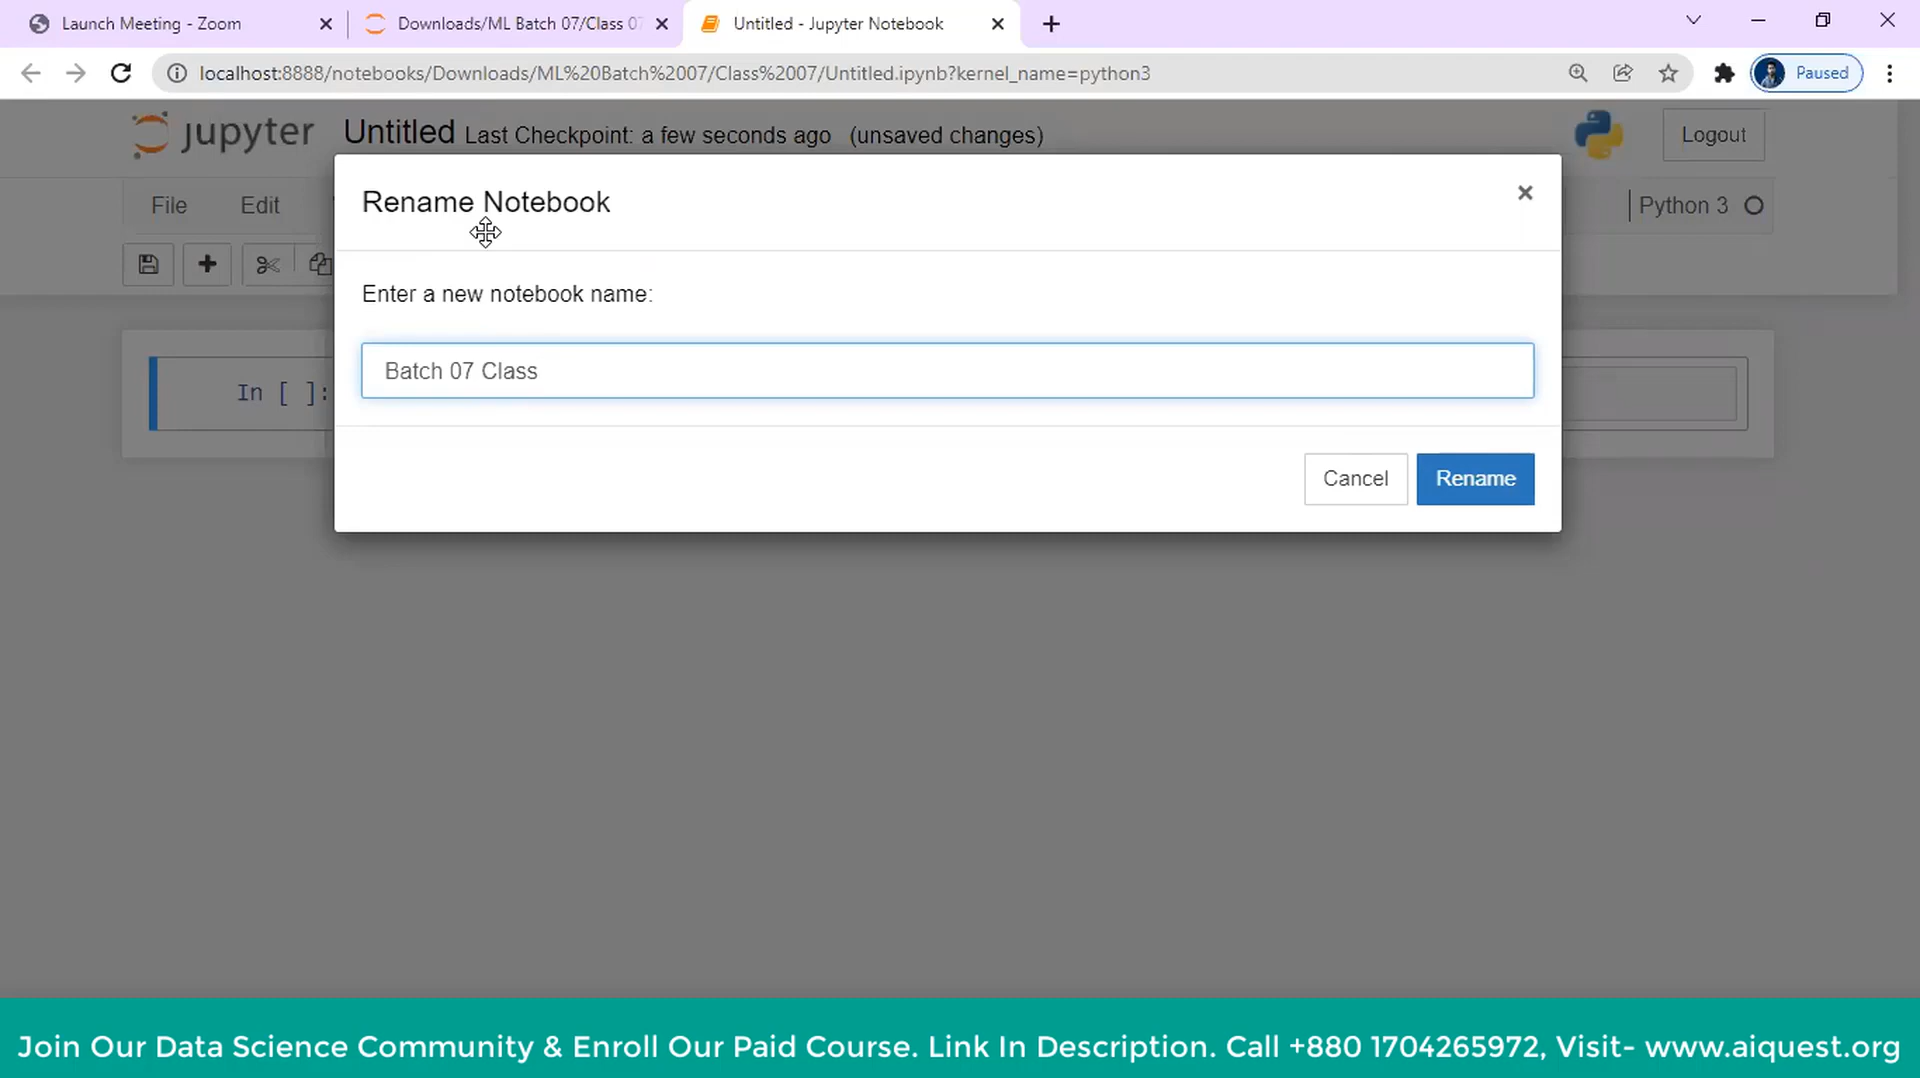 Launch Meeting - Zoom
Downloads/ML Batch 07/Class 07
Untitled - Jupyter Notebook
localhost:8888/notebooks/Downloads/ML%20Batch%2007/Class%2007/Untitled.ipynb?kernel_name=python3
Paused
jupyter Untitled Last Checkpoint: a few seconds ago (unsaved changes)
Logout
Rename Notebook
File Edit
Python 3
Enter a new notebook name:
Batch 07 Class
In [ ]:
Cancel Rename
Join Our Data Science Community & Enroll Our Paid Course. Link In Description. Call +880 1704265972, Visit- www.aiquest.org